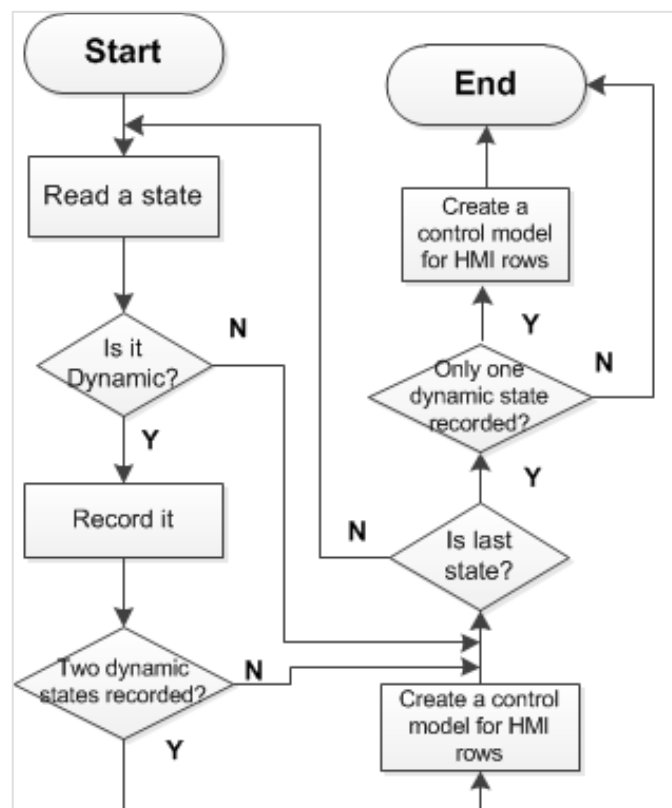 Start
Read a state
Is it
Dynamic?
N
Y
Record it
Two dynamic
states recorded?
N
Y
End
Create a
control model
for HMI rows
Y
Only one
dynamic state
recorded?
N
Y
Is last
state?
N
Create a control
model for HMI
rows